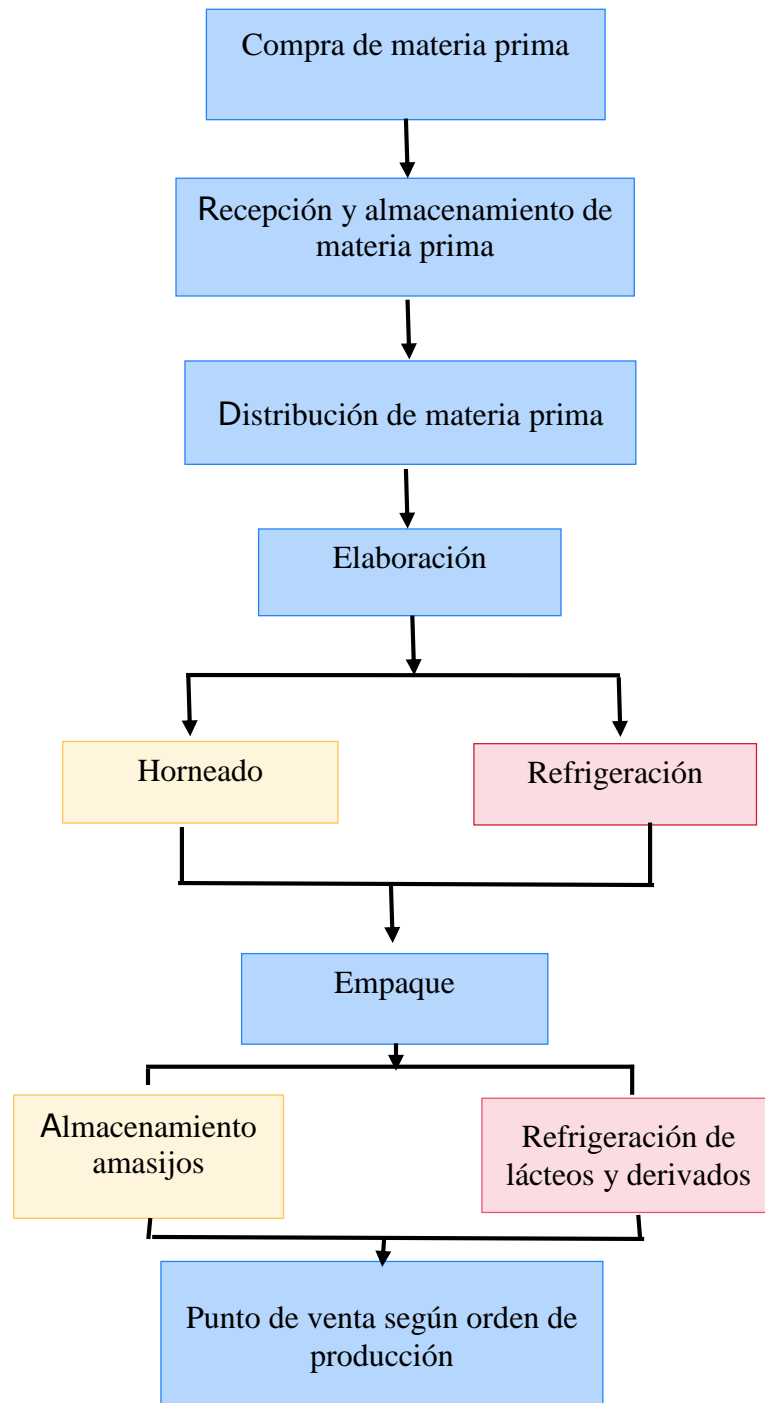 Compra de materia prima
Recepción y almacenamiento de
materia prima
Distribución de materia prima
Elaboración
Horneado
Refrigeración
Empaque
Almacenamiento
amasijos
Refrigeración de
lácteos y derivados
Punto de venta según orden de
producción